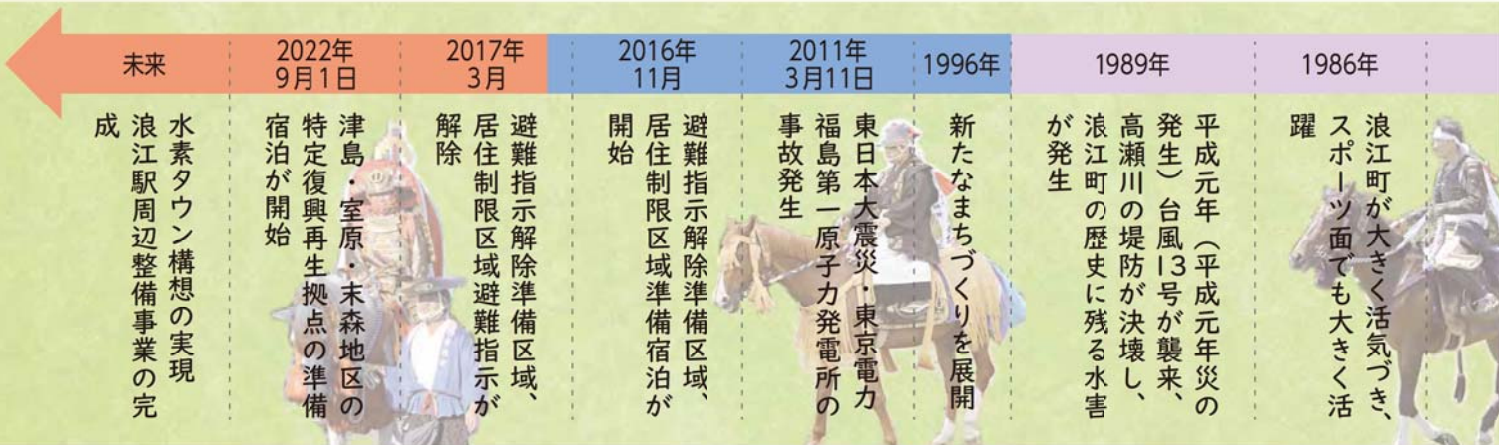 1986年
浪江町が大きく活気づき、
スポーツ面でも大きく活
躍
1989年
平成元年（平成元年災の
発生）台風13号が襲来、
高瀬川の堤防が決壊し、
浪江町の歴史に残る水害
が発生
1996年
新たなまちづくりを展開
2011年
3月11日
東日本大震災・東京電力
福島第一原子力発電所の
事故発生
2016年
11月
避難指示解除準備区域、
居住制限区域準備宿泊が
開始
2017年
3月
避難指示解除準備区域、
居住制限区域避難指示が
解除
2022年
9月1日
津島・室原・末森地区の
特定復興再生拠点の準備
宿泊が開始
未来
水素タウン構想の実現
浪江駅周辺整備事業の完
成